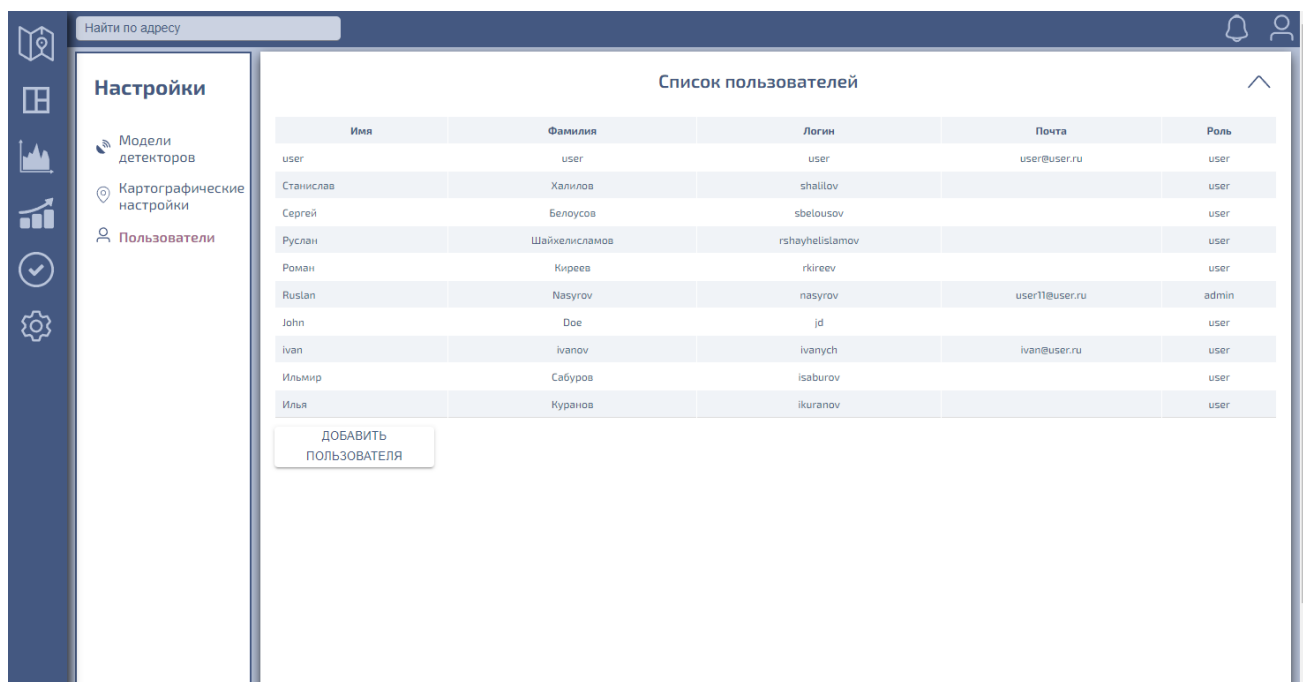 Найти по адресу
Настройки
Модели
детекторов
Картографические
настройки
Пользователи
Список пользователей
Имя Фамилия Логин Почта Роль
user user user user@user.ru user
Станислав Халилов shalilov user
Сергей Белоусов sbelousov user
Руслан Шайхелисламов rshayhelislamov user
Роман Киреев rkireev user
Ruslan Nasyrov nasyrov user11@user.ru admin
John Doe jd user
ivan ivanov ivanych ivan@user.ru user
Ильмир Сабуров isaburov user
Илья Куранов ikuranov user
ДОБАВИТЬ
ПОЛЬЗОВАТЕЛЯ